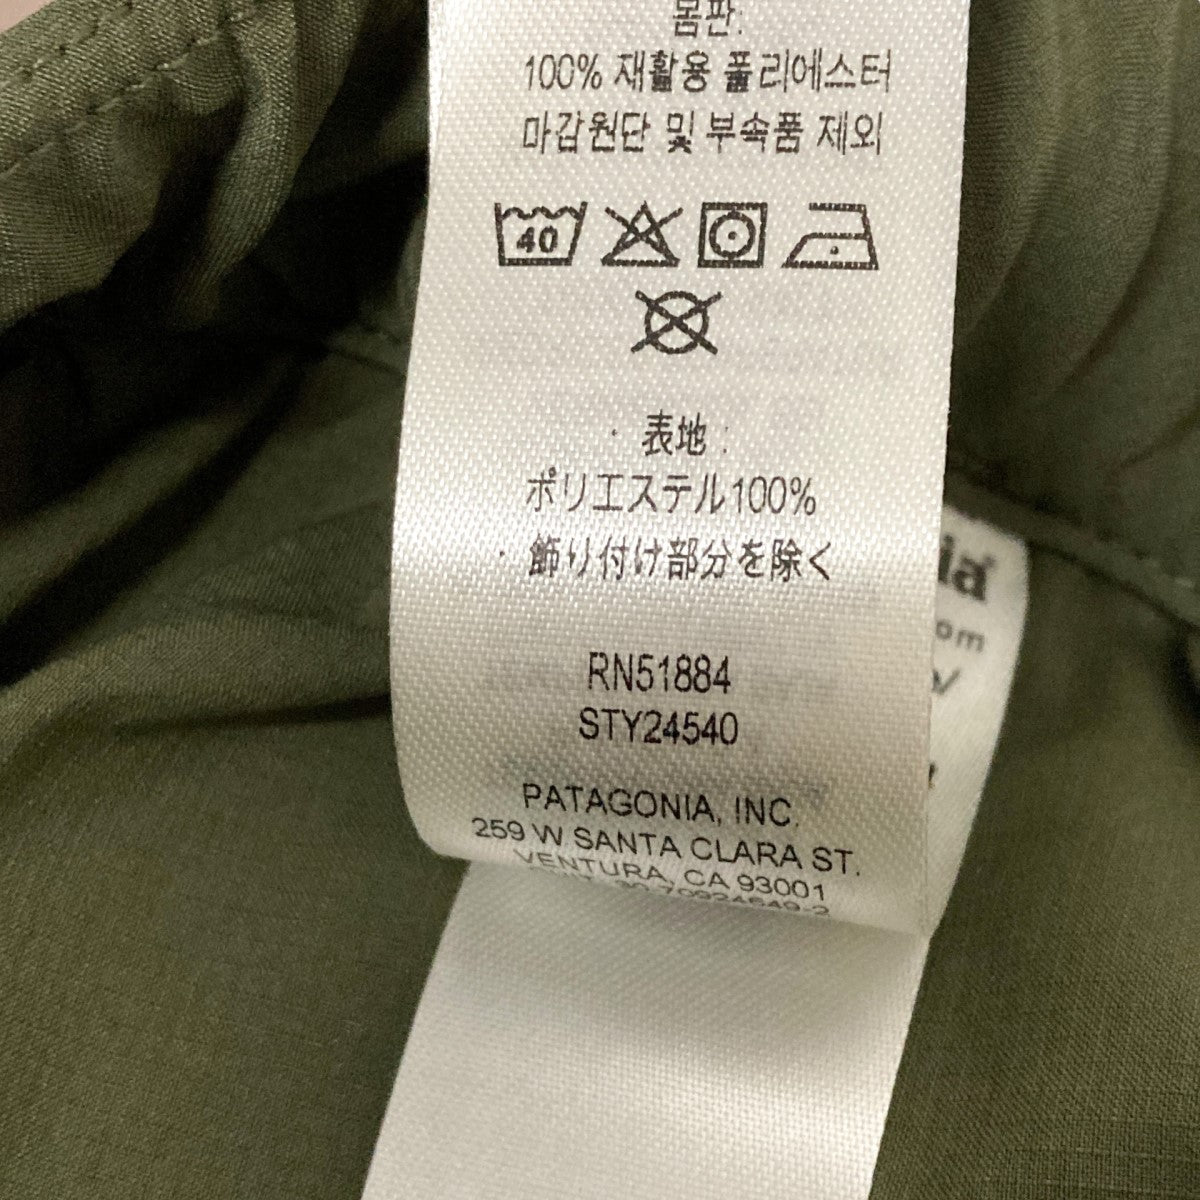 몸판:
100% 재활용 폴리에스터
마감원단 및 부속품 제외
40
・表地:
ポリエステル100%
・飾り付け部分を除く
RN51884
STY24540
PATAGONIA, INC.
259 W SANTA CLARA ST.
VENTURA, CA 93001
ia®
om